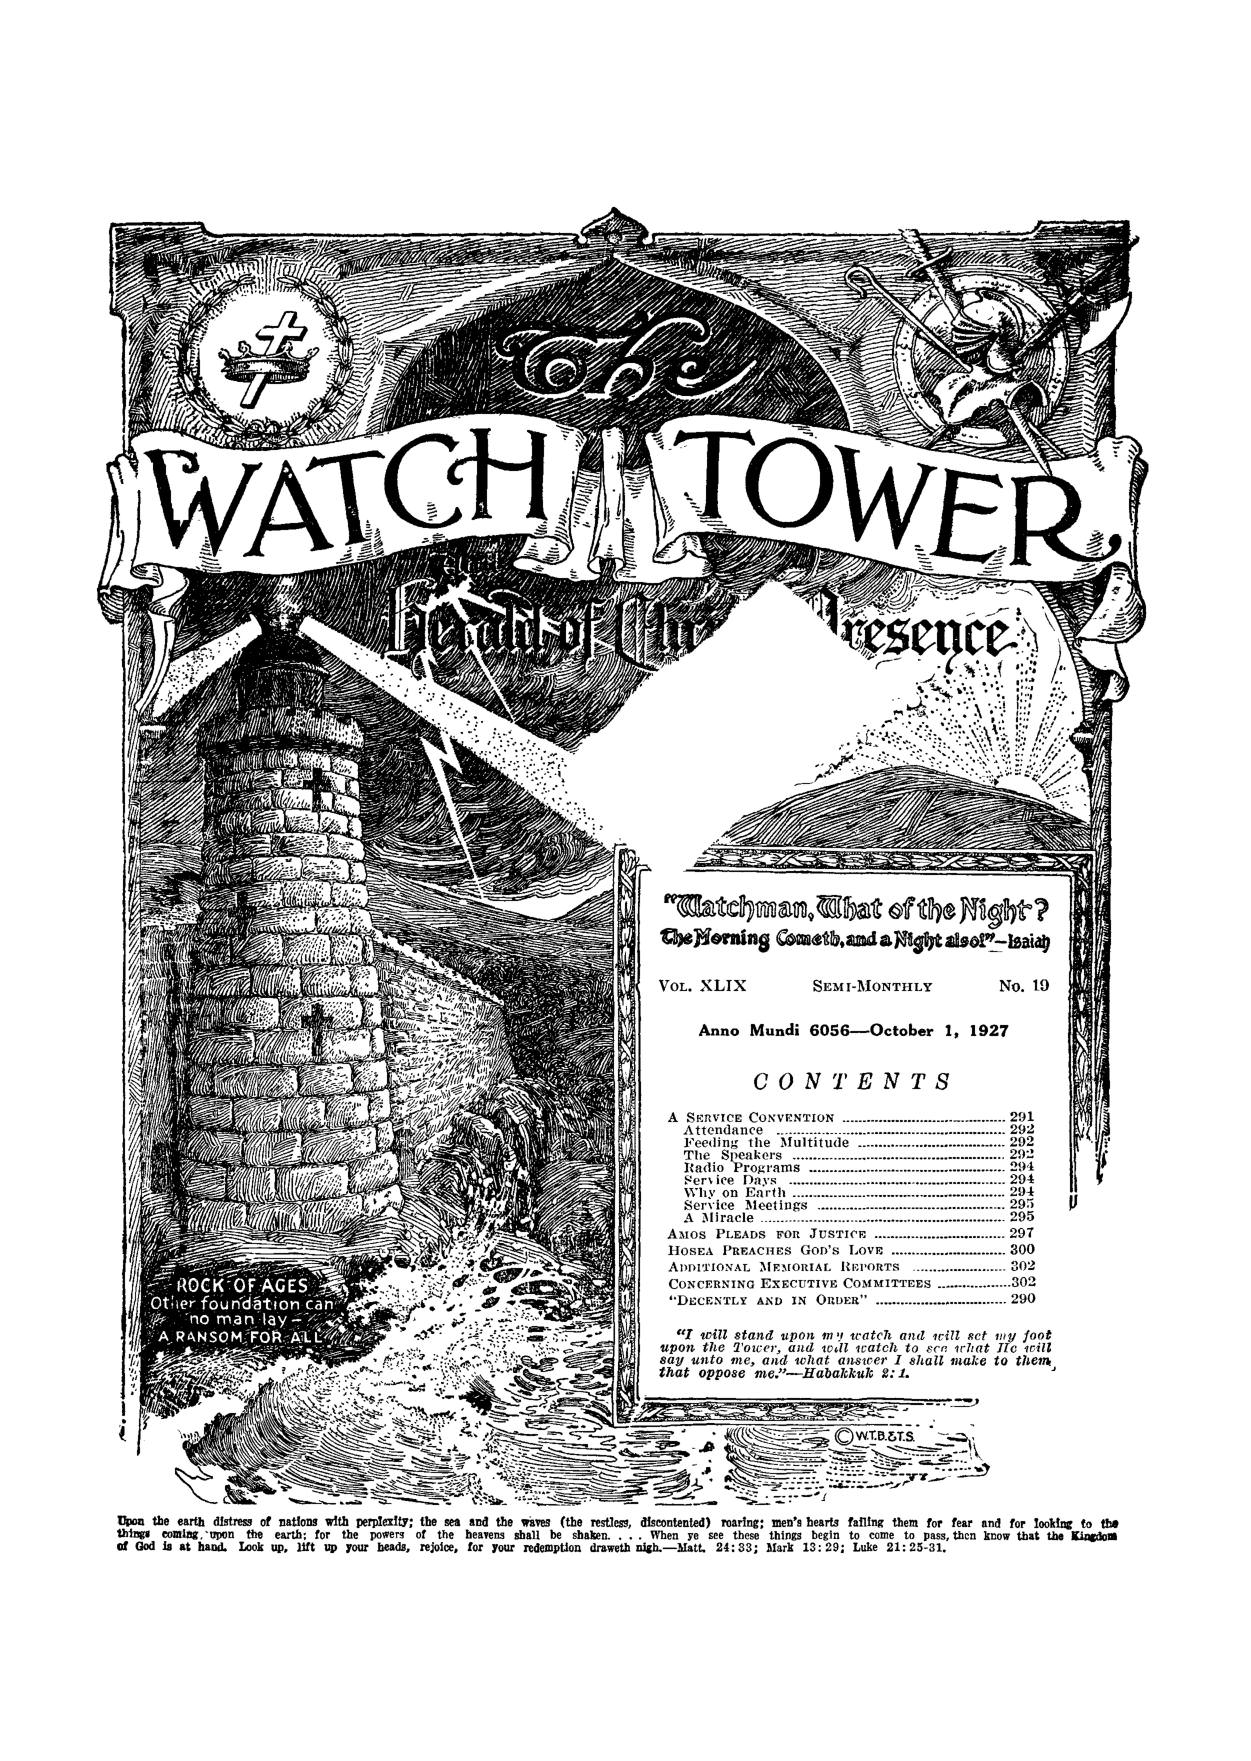 The
WATCH TOWER
And
Herald of Presence
"Watchman, What of the Night?
The Morning Cometh, and a Night also!"—Isaiah
VOL. XLIX SEMI-MONTHLY No. 19
Anno Mundi 6056—October 1, 1927
CONTENTS
A SERVICE CONVENTION 291
Attendance 292
Feeding the Multitude 292
The Speakers 292
Radio Programs 294
Service Days 294
Why on Earth 294
Service Meetings 295
A Miracle 295
AMOS PLEADS FOR JUSTICE 297
HOSEA PREACHES GOD'S LOVE 300
ADDITIONAL MEMORIAL REPORTS 302
CONCERNING EXECUTIVE COMMITTEES 302
"DECENTLY AND IN ORDER" 290
"I will stand upon my watch and will set my foot
upon the Tower, and will watch to see what He will
say unto me, and what answer I shall make to them
that oppose me."—Habakkuk 2:1.
ROCK OF AGES
Other foundation can
no man lay—
A RANSOM FOR ALL
©W.T.B.&T.S.
Upon the earth distress of nations with perplexity; the sea and the waves (the restless, discontented) roaring; men's hearts failing them for fear and for looking to the
things coming upon the earth; for the powers of the heavens shall be shaken. . . . When ye see these things begin to come to pass, then know that the Kingdom
of God is at hand. Look up, lift up your heads, rejoice, for your redemption draweth nigh.—Matt. 24:33; Mark 13:29; Luke 21:25-31.